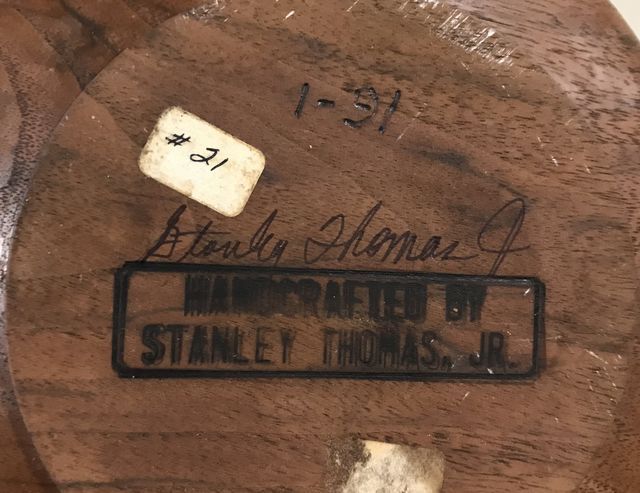 1-91
#21
Stanley Thomas Jr
HANDCRAFTED BY
STANLEY THOMAS, JR.